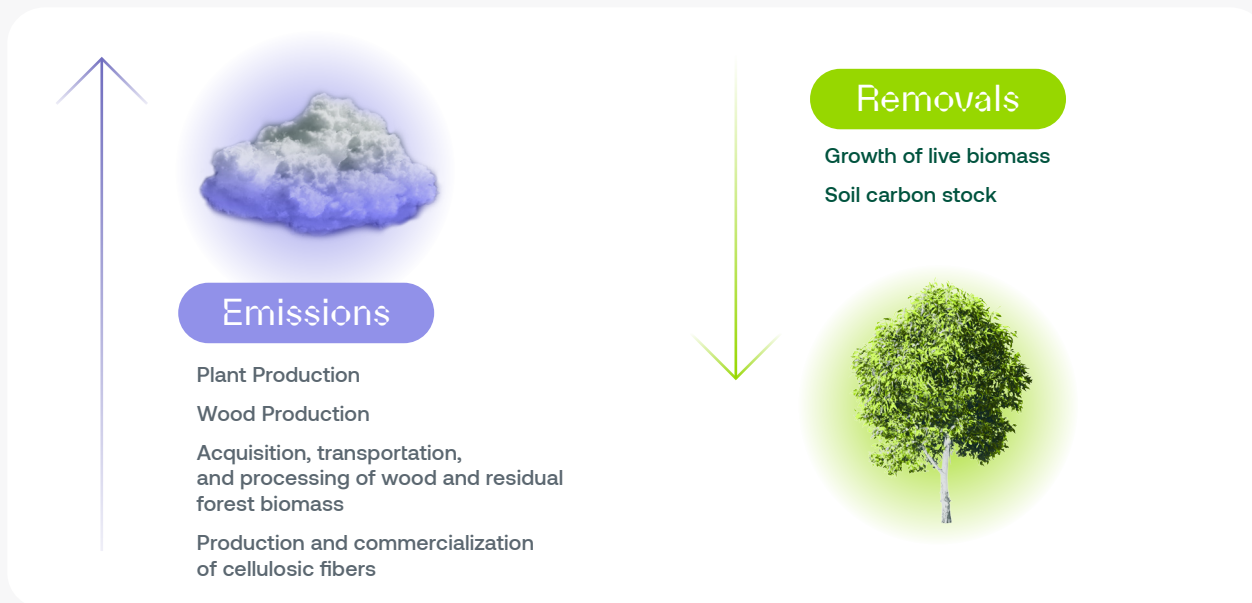 Emissions
Plant Production
Wood Production
Acquisition, transportation,
and processing of wood and residual
forest biomass
Production and commercialization
of cellulosic fibers
Removals
Growth of live biomass
Soil carbon stock